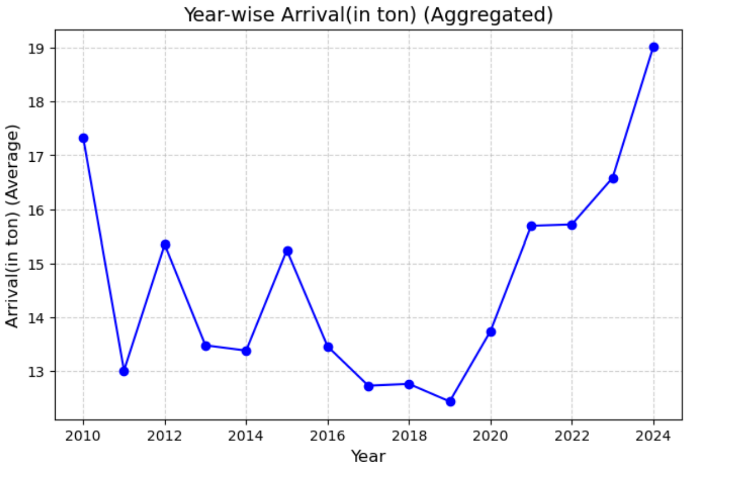 Year-wise Arrival(in ton) (Aggregated)
Arrival(in ton) (Average)
19
18
17
16
15
14
13
2010 2012 2014 2016 2018 2020 2022 2024
Year